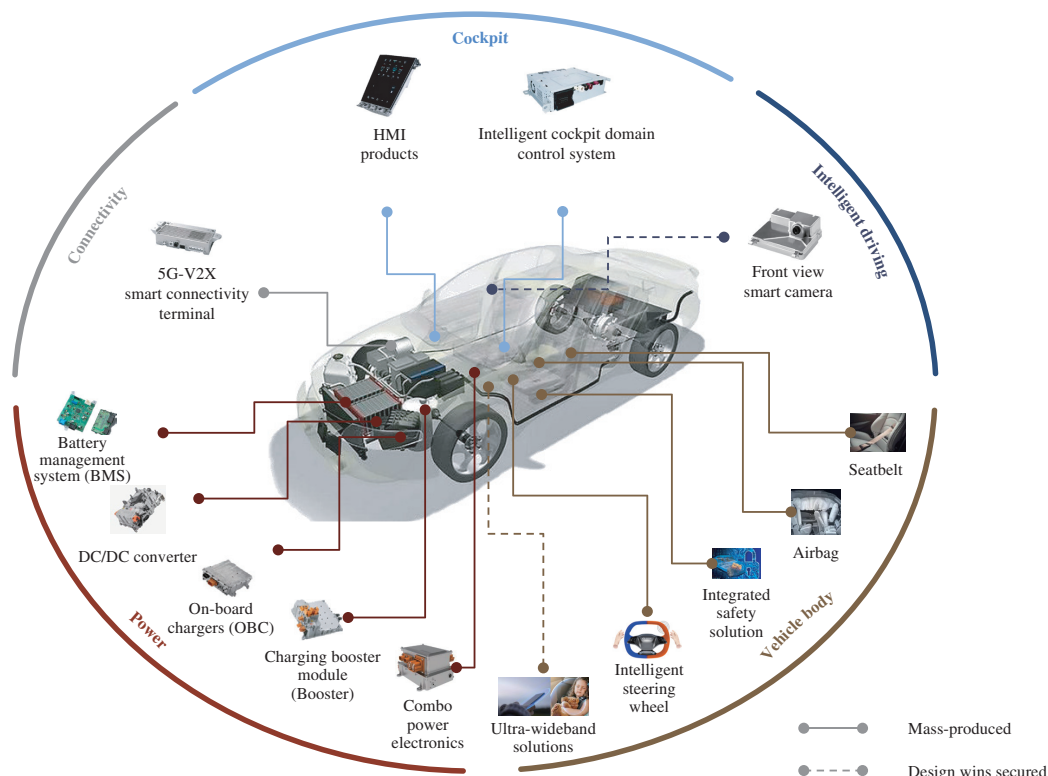 Cockpit
HMI
products
Intelligent cockpit domain
control system
Connectivity
Intelligent driving
5G-V2X
smart connectivity
terminal
Front view
smart camera
Battery
management
system (BMS)
Seatbelt
DC/DC converter
Airbag
On-board
chargers (OBC)
Integrated
safety
solution
Power
Vehicle body
Charging booster
module
(Booster)
Intelligent
steering
wheel
Combo
power
electronics
Ultra-wideband
solutions
Mass-produced
Design wins secured